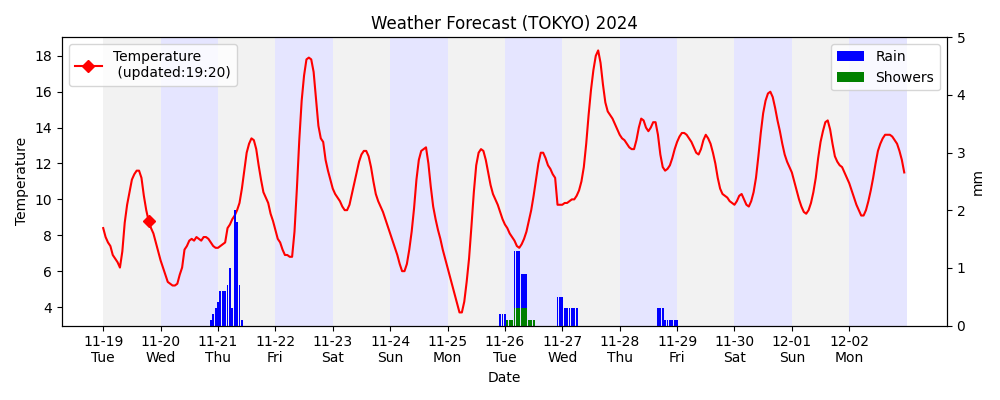 Weather Forecast (TOKYO) 2024
Temperature
(updated:19:20)
Rain
Showers
Temperature
18
16
14
12
10
8
6
4
5
4
3
2
1
0
mm
11-19 11-20 11-21 11-22 11-23 11-24 11-25 11-26 11-27 11-28 11-29 11-30 12-01 12-02
Tue Wed Thu Fri Sat Sun Mon Tue Wed Thu Fri Sat Sun Mon
Date